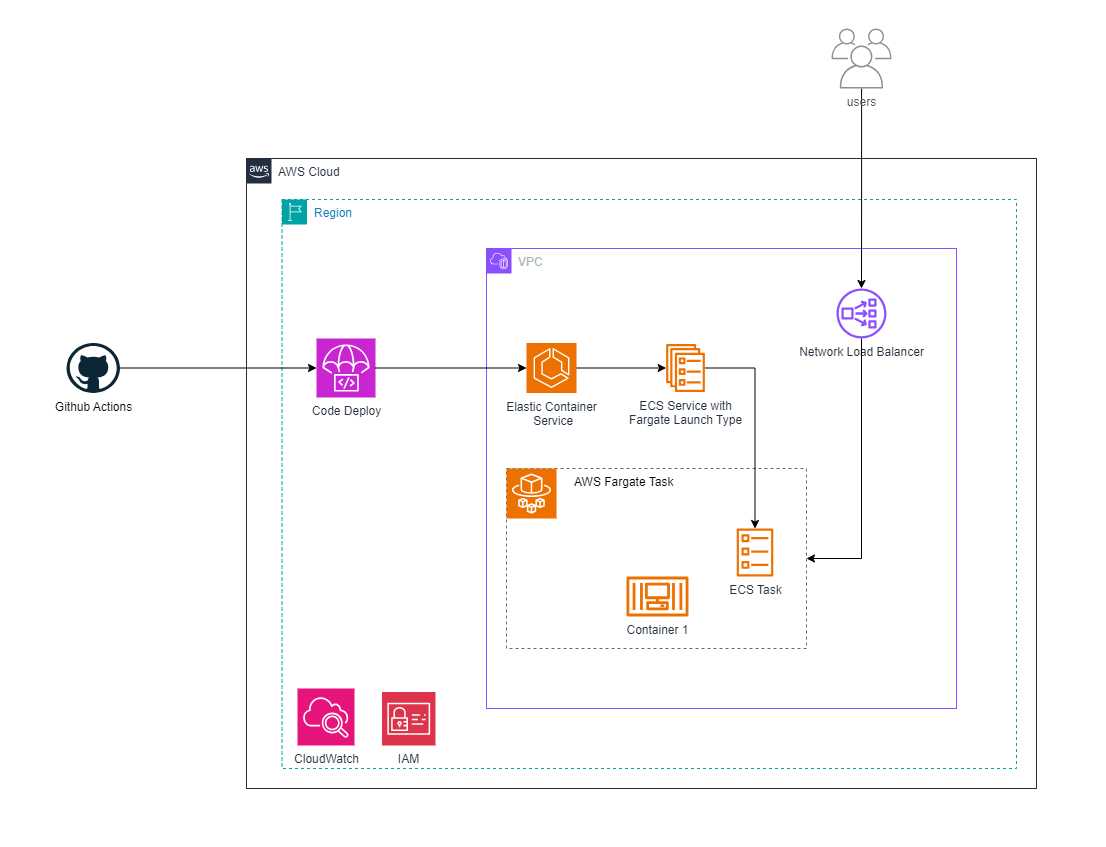 users
aws
AWS Cloud
Region
VPC
Network Load Balancer
Github Actions
Code Deploy
Elastic Container
Service
ECS Service with
Fargate Launch Type
AWS Fargate Task
ECS Task
Container 1
CloudWatch
IAM